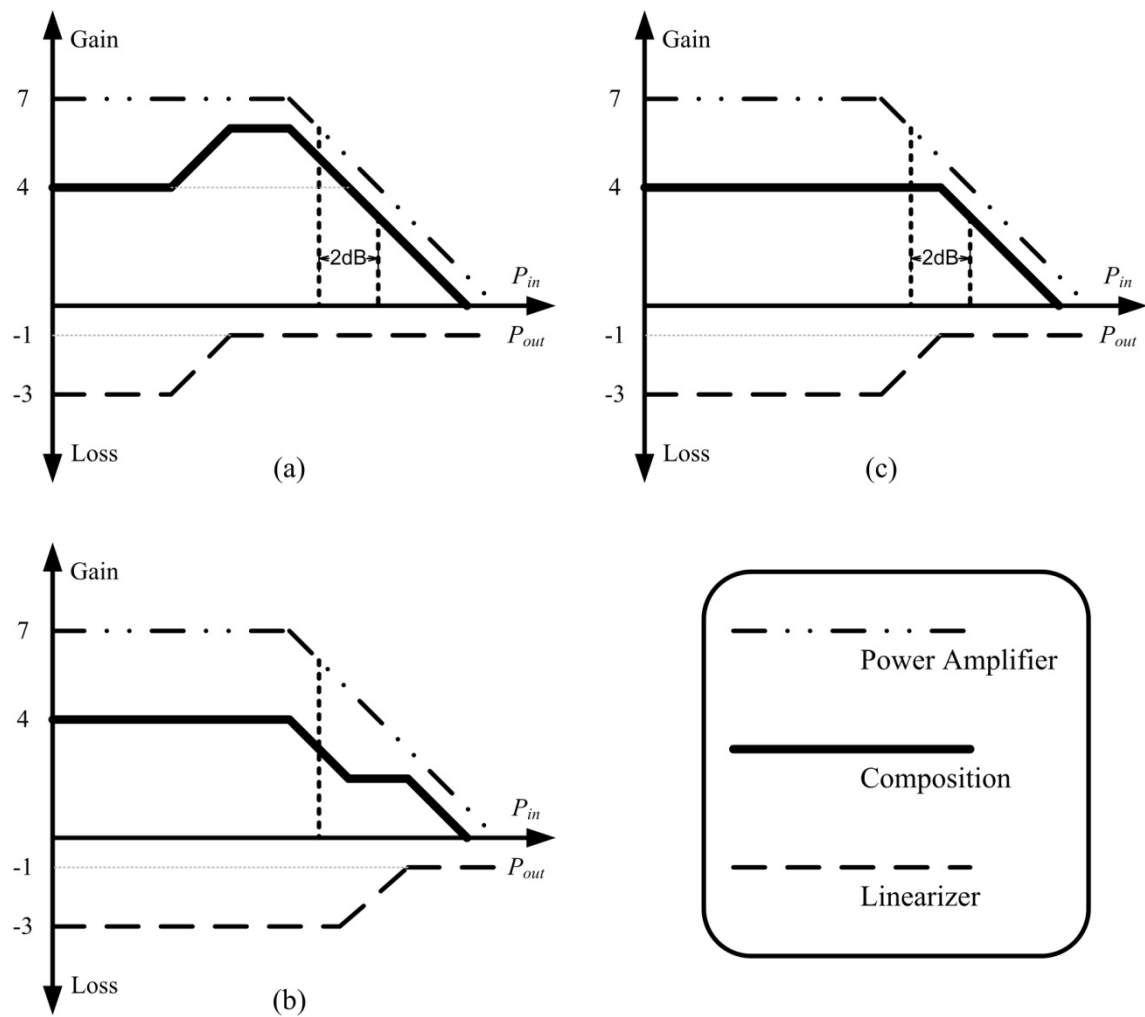 Gain
7
4
2dB
P_in
-1
P_out
-3
Loss
(a)
Gain
7
4
2dB
P_in
-1
P_out
-3
Loss
(c)
Gain
7
4
P_in
-1
P_out
-3
Loss
(b)
Power Amplifier
Composition
Linearizer